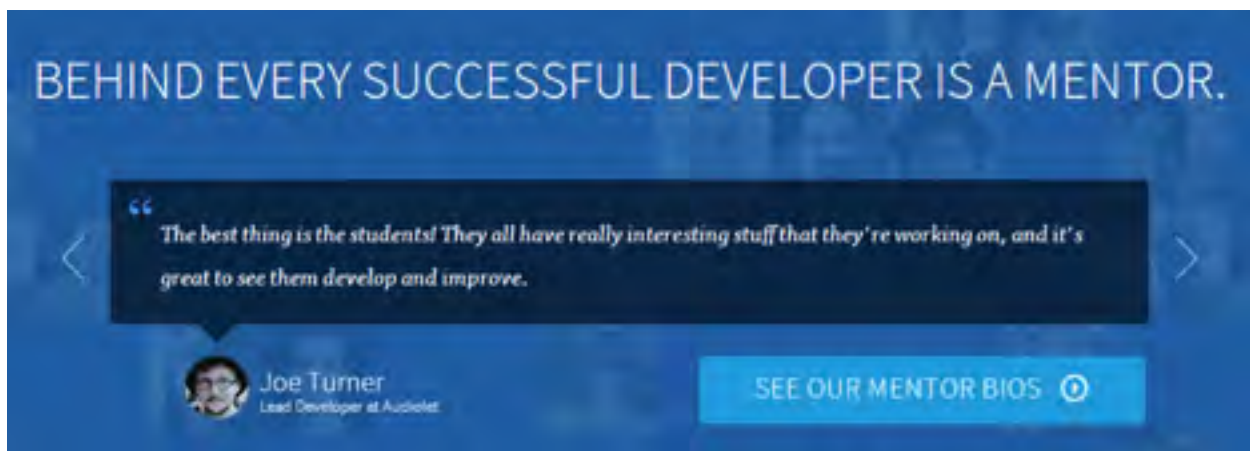 BEHIND EVERY SUCCESSFUL DEVELOPER IS A MENTOR.
“
The best thing is the students! They all have really interesting stuff that they're working on, and it's
great to see them develop and improve.
Joe Turner
Lead Developer at Audiotet
SEE OUR MENTOR BIOS